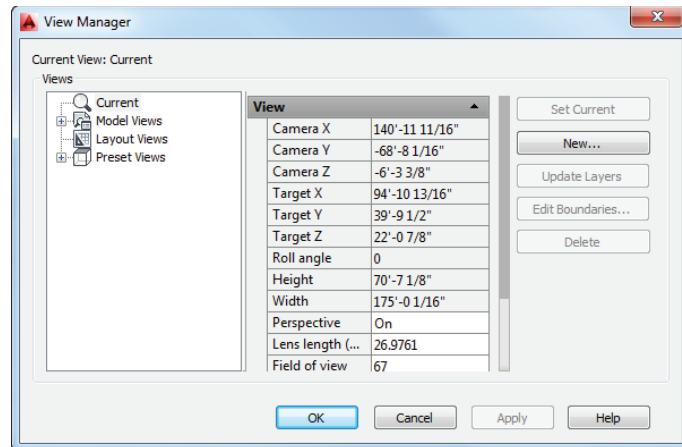 View Manager
Current View: Current
Views
Current
Model Views
Layout Views
Preset Views
View
Camera X 140'-11 11/16"
Camera Y -68'-8 1/16"
Camera Z -6'-3 3/8"
Target X 94'-10 13/16"
Target Y 39'-9 1/2"
Target Z 22'-0 7/8"
Roll angle 0
Height 70'-7 1/8"
Width 175'-0 1/16"
Perspective On
Lens length (... 26.9761
Field of view 67
Set Current
New...
Update Layers
Edit Boundaries...
Delete
OK Cancel Apply Help